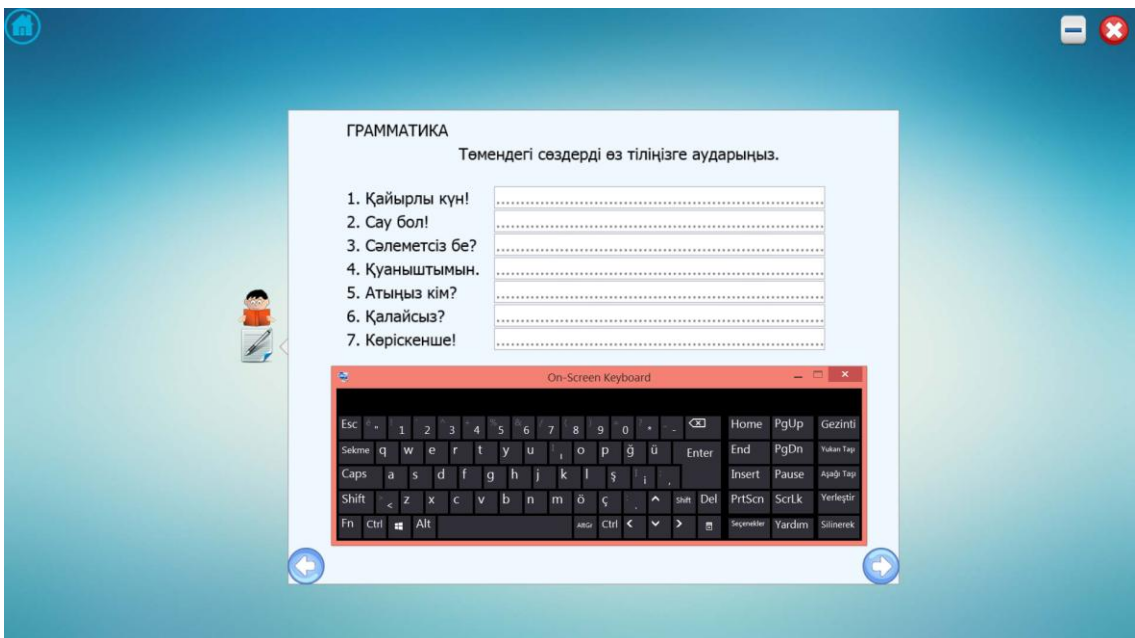 ГРАММАТИКА
Төмендегі сөздерді өз тіліңізге аударыңыз.
1. Қайырлы күн!
2. Сау бол!
3. Сәлеметсіз бе?
4. Қуаныштымын.
5. Атыңыз кім?
6. Қалайсыз?
7. Көріскенше!
On-Screen Keyboard
Esc " 1 2 3 4 5 6 7 8 9 0 * - Home PgUp Gezinti
Sekme q w e r t y u ı o p ğ ü Enter End PgDn Yukarı Taşı
Caps a s d f g h j k l ş i , Insert Pause Aşağı Taşı
Shift < z x c v b n m ö ç . Shift Del PrtScn ScrLk Yerleştir
Fn Ctrl Alt AltGr Ctrl Seçenekler Yardım Silinerek